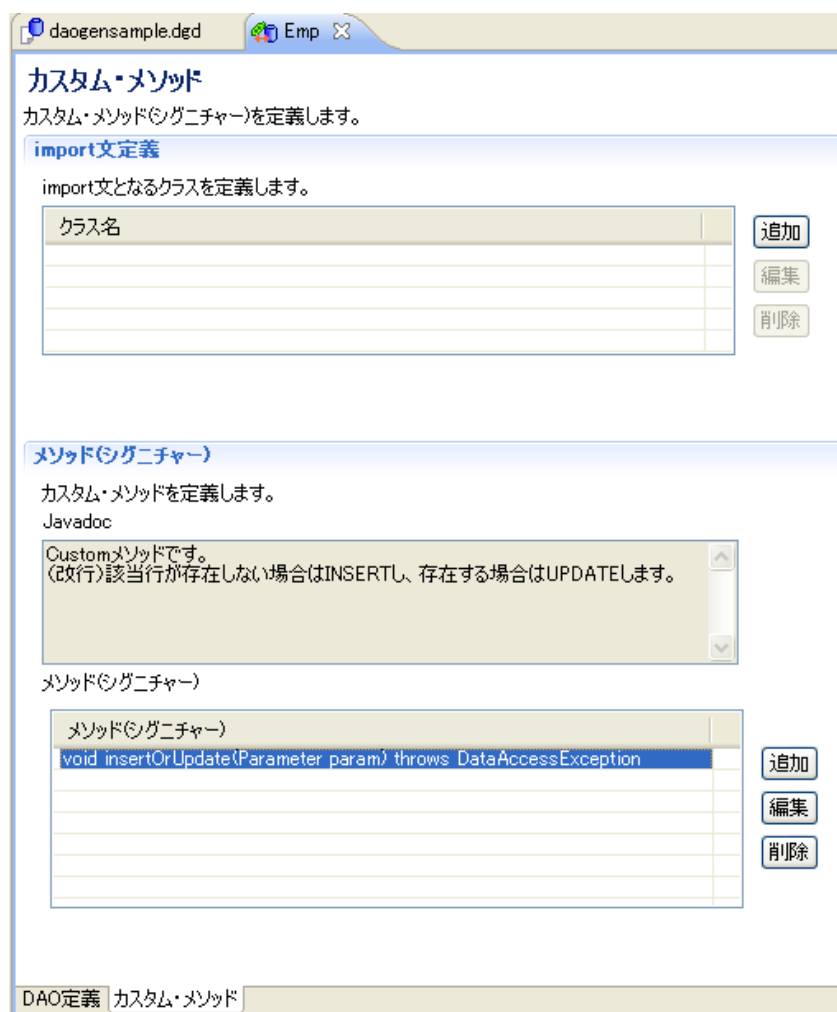 daogensample.dgd Emp
カスタム・メソッド
カスタム・メソッド(シグニチャー)を定義します。
import文定義
import文となるクラスを定義します。
クラス名
追加
編集
削除
メソッド(シグニチャー)
カスタム・メソッドを定義します。
Javadoc
Customメソッドです。
(改行)該当行が存在しない場合はINSERTし、存在する場合はUPDATEします。
メソッド(シグニチャー)
メソッド(シグニチャー)
void insertOrUpdate(Parameter param) throws DataAccessException
追加
編集
削除
DAO定義 カスタム・メソッド